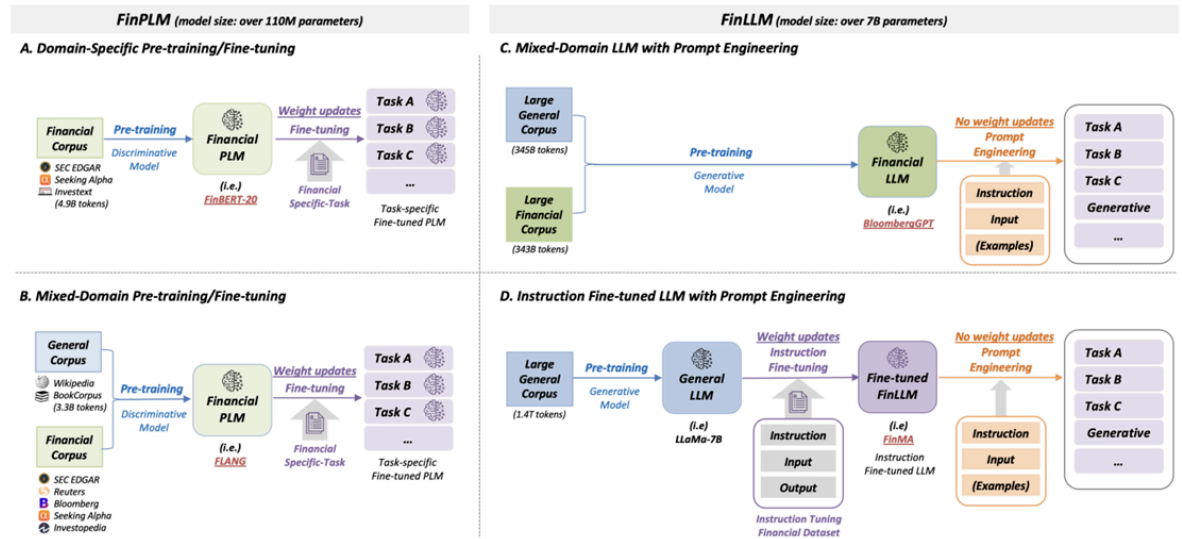 FinPLM (model size: over 110M parameters)
FinLLM (model size: over 7B parameters)
A. Domain-Specific Pre-training/Fine-tuning
Financial
Corpus
SEC EDGAR
Seeking Alpha
Investext
(4.9B tokens)
Pre-training
Discriminative
Model
Financial
PLM
(i.e.)
FinBERT-20
Weight updates
Fine-tuning
Financial
Specific-Task
Task A
Task B
Task C
...
Task-specific
Fine-tuned PLM
C. Mixed-Domain LLM with Prompt Engineering
Large
General
Corpus
(345B tokens)
Large
Financial
Corpus
(343B tokens)
Pre-training
Generative
Model
Financial
LLM
(i.e.)
BloombergGPT
No weight updates
Prompt
Engineering
Instruction
Input
(Examples)
Task A
Task B
Task C
Generative
...
B. Mixed-Domain Pre-training/Fine-tuning
General
Corpus
Wikipedia
BookCorpus
(3.3B tokens)
Financial
Corpus
SEC EDGAR
Reuters
Bloomberg
Seeking Alpha
Investopedia
Pre-training
Discriminative
Model
Financial
PLM
(i.e.)
FLANG
Weight updates
Fine-tuning
Financial
Specific-Task
Task A
Task B
Task C
...
Task-specific
Fine-tuned PLM
D. Instruction Fine-tuned LLM with Prompt Engineering
Large
General
Corpus
(1.4T tokens)
Pre-training
Generative
Model
General
LLM
(i.e)
LLaMa-7B
Weight updates
Instruction
Fine-tuning
Instruction
Input
Output
Instruction Tuning
Financial Dataset
Fine-tuned
FinLLM
(i.e)
FinMA
Instruction
Fine-tuned LLM
No weight updates
Prompt
Engineering
Instruction
Input
(Examples)
Task A
Task B
Task C
Generative
...